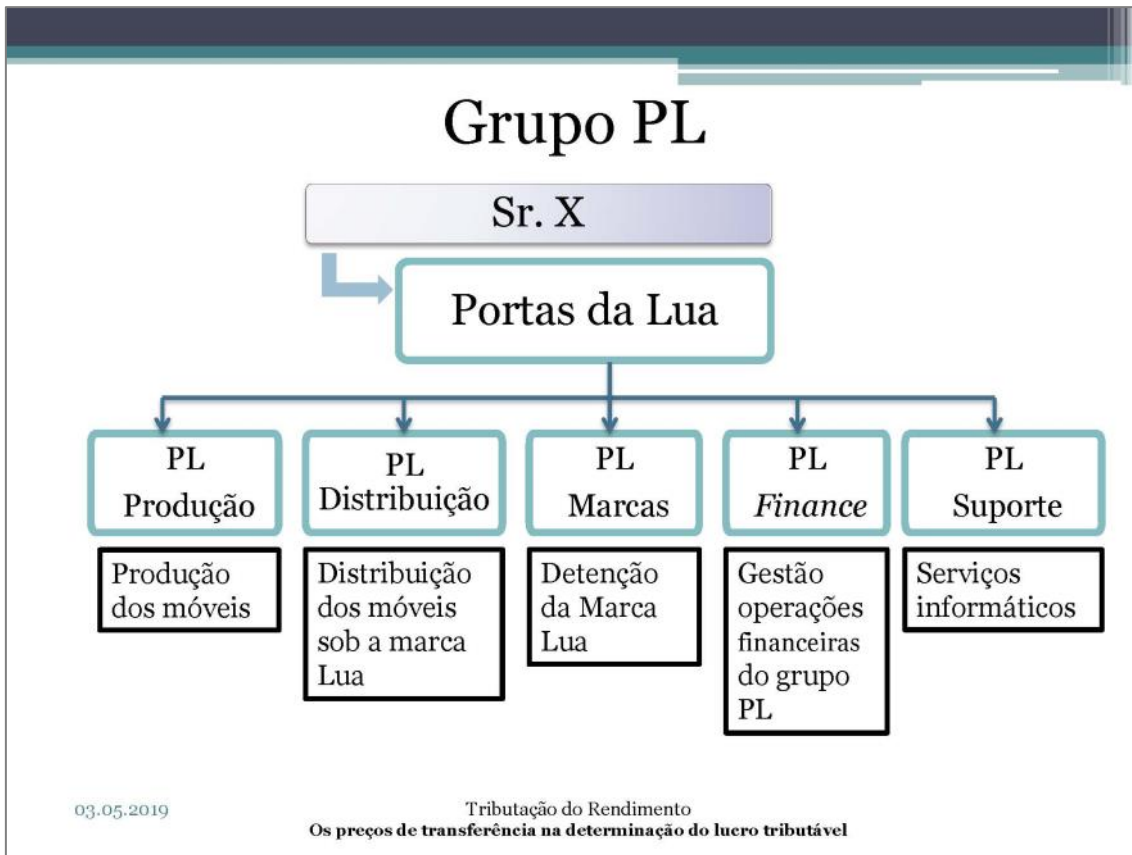 Grupo PL
Sr. X
Portas da Lua
PL
Produção
PL
Distribuição
PL
Marcas
PL
Finance
PL
Suporte
Produção
dos móveis
Distribuição
dos móveis
sob a marca
Lua
Detenção
da Marca
Lua
Gestão
operações
financeiras
do grupo
PL
Serviços
informáticos
03.05.2019
Tributação do Rendimento
Os preços de transferência na determinação do lucro tributável